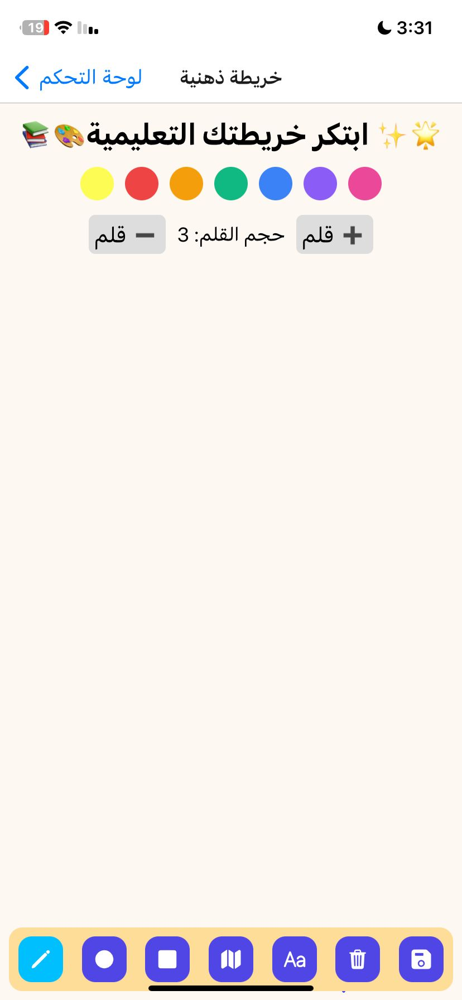 19 3:31
لوحة التحكم خريطة ذهنية
🌟✨ ابتكر خريطتك التعليمية🎨📚
➕ قلم حجم القلم: 3 ➖ قلم
Aa